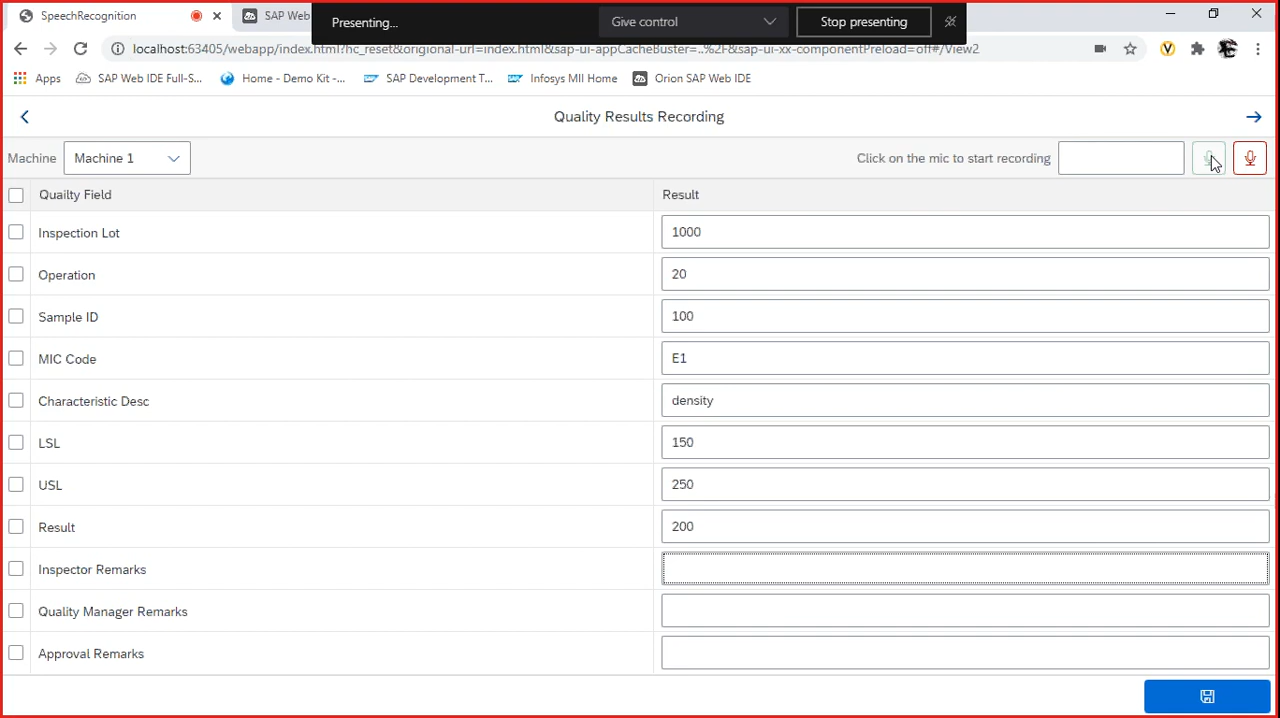 SpeechRecognition
SAP Web
Presenting...
Give control
Stop presenting
localhost:63405/webapp/index.html?hc_reset&origional-url=index.html&sap-ui-appCacheBuster=..%2F&sap-ui-xx-componentPreload=off#/View2
Apps
SAP Web IDE Full-S...
Home - Demo Kit -...
SAP Development T...
Infosys MII Home
Orion SAP Web IDE
Quality Results Recording
Machine
Machine 1
Click on the mic to start recording
Quailty Field
Result
Inspection Lot
1000
Operation
20
Sample ID
100
MIC Code
E1
Characteristic Desc
density
LSL
150
USL
250
Result
200
Inspector Remarks
Quality Manager Remarks
Approval Remarks